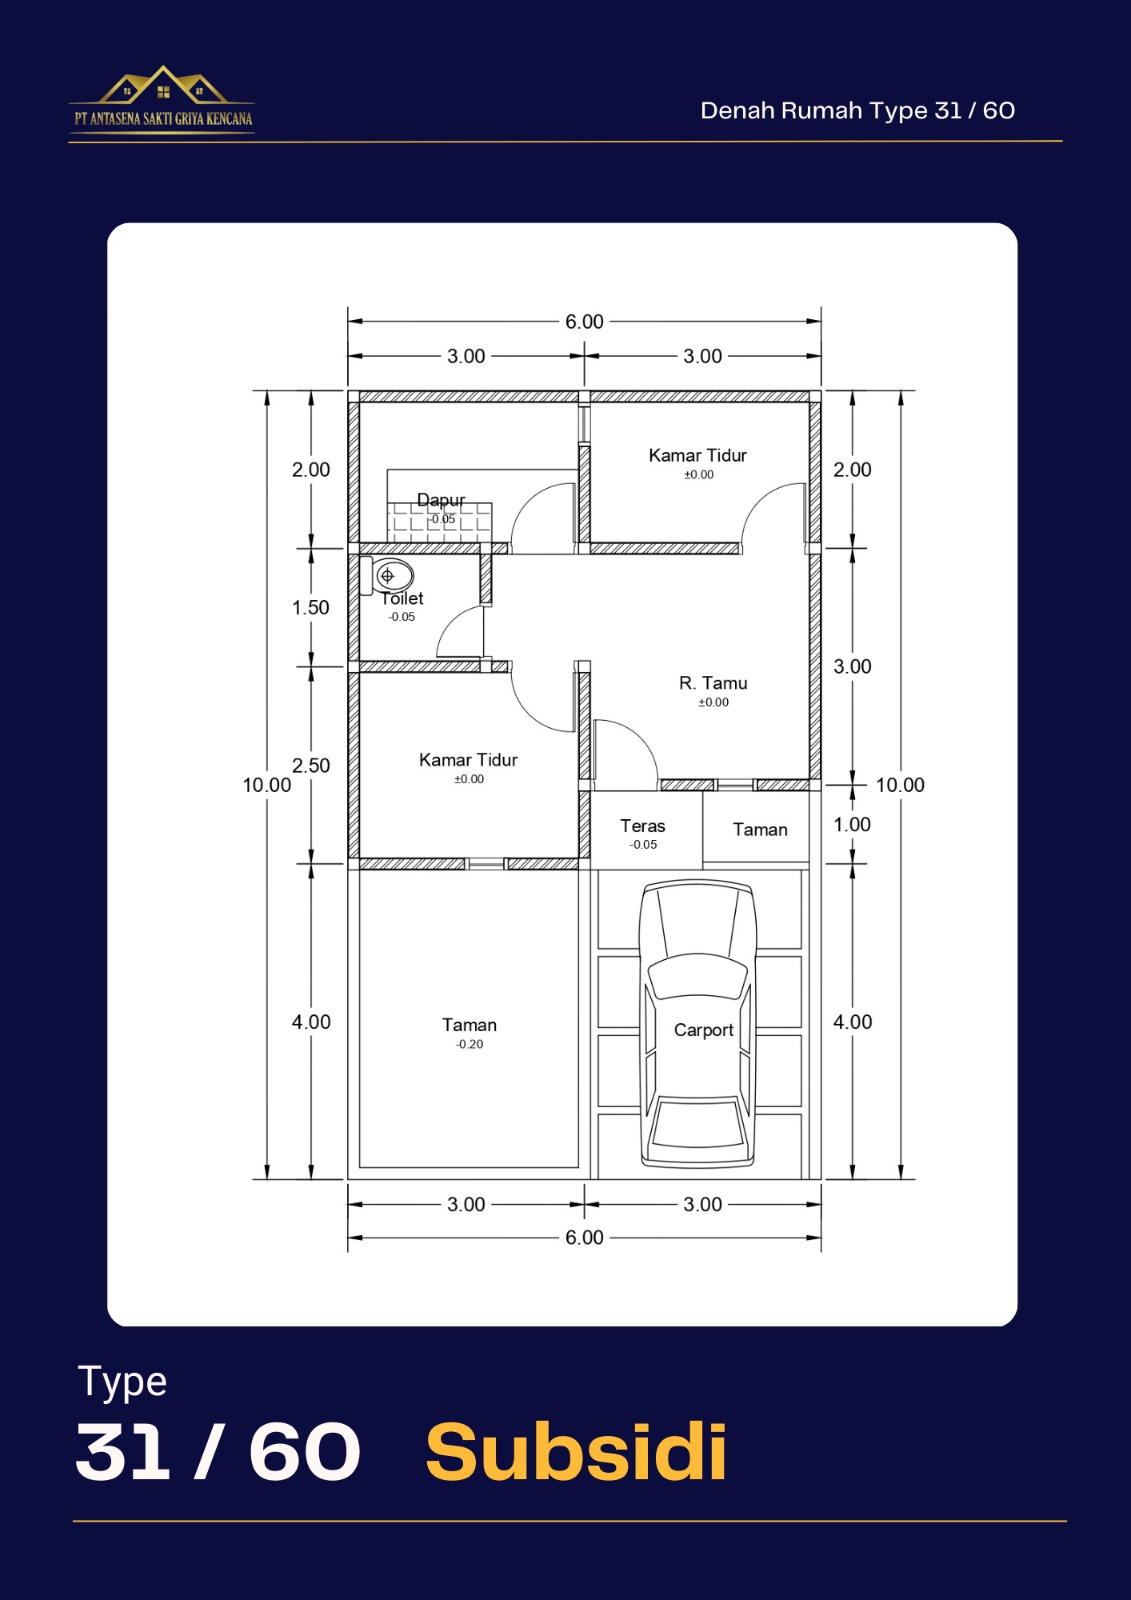 PT ANTASENA SAKTI GRIYA KENCANA
Denah Rumah Type 31 / 60
6.00
3.00 3.00
2.00
Kamar Tidur
±0.00
2.00
Dapur
-0.05
1.50
Toilet
-0.05
3.00
R. Tamu
±0.00
2.50
Kamar Tidur
±0.00
10.00
10.00
Teras
-0.05
Taman
1.00
4.00
Taman
-0.20
Carport
4.00
3.00 3.00
6.00
Type
31 / 60 Subsidi